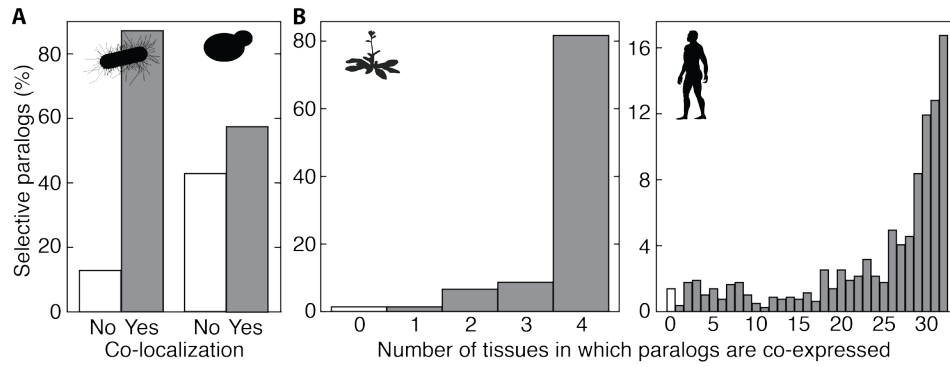 A
Selective paralogs (%)
80
60
40
20
0
No Yes No Yes
Co-localization
B
80
60
40
20
0
0 1 2 3 4
16
12
8
4
0
0 5 10 15 20 25 30
Number of tissues in which paralogs are co-expressed